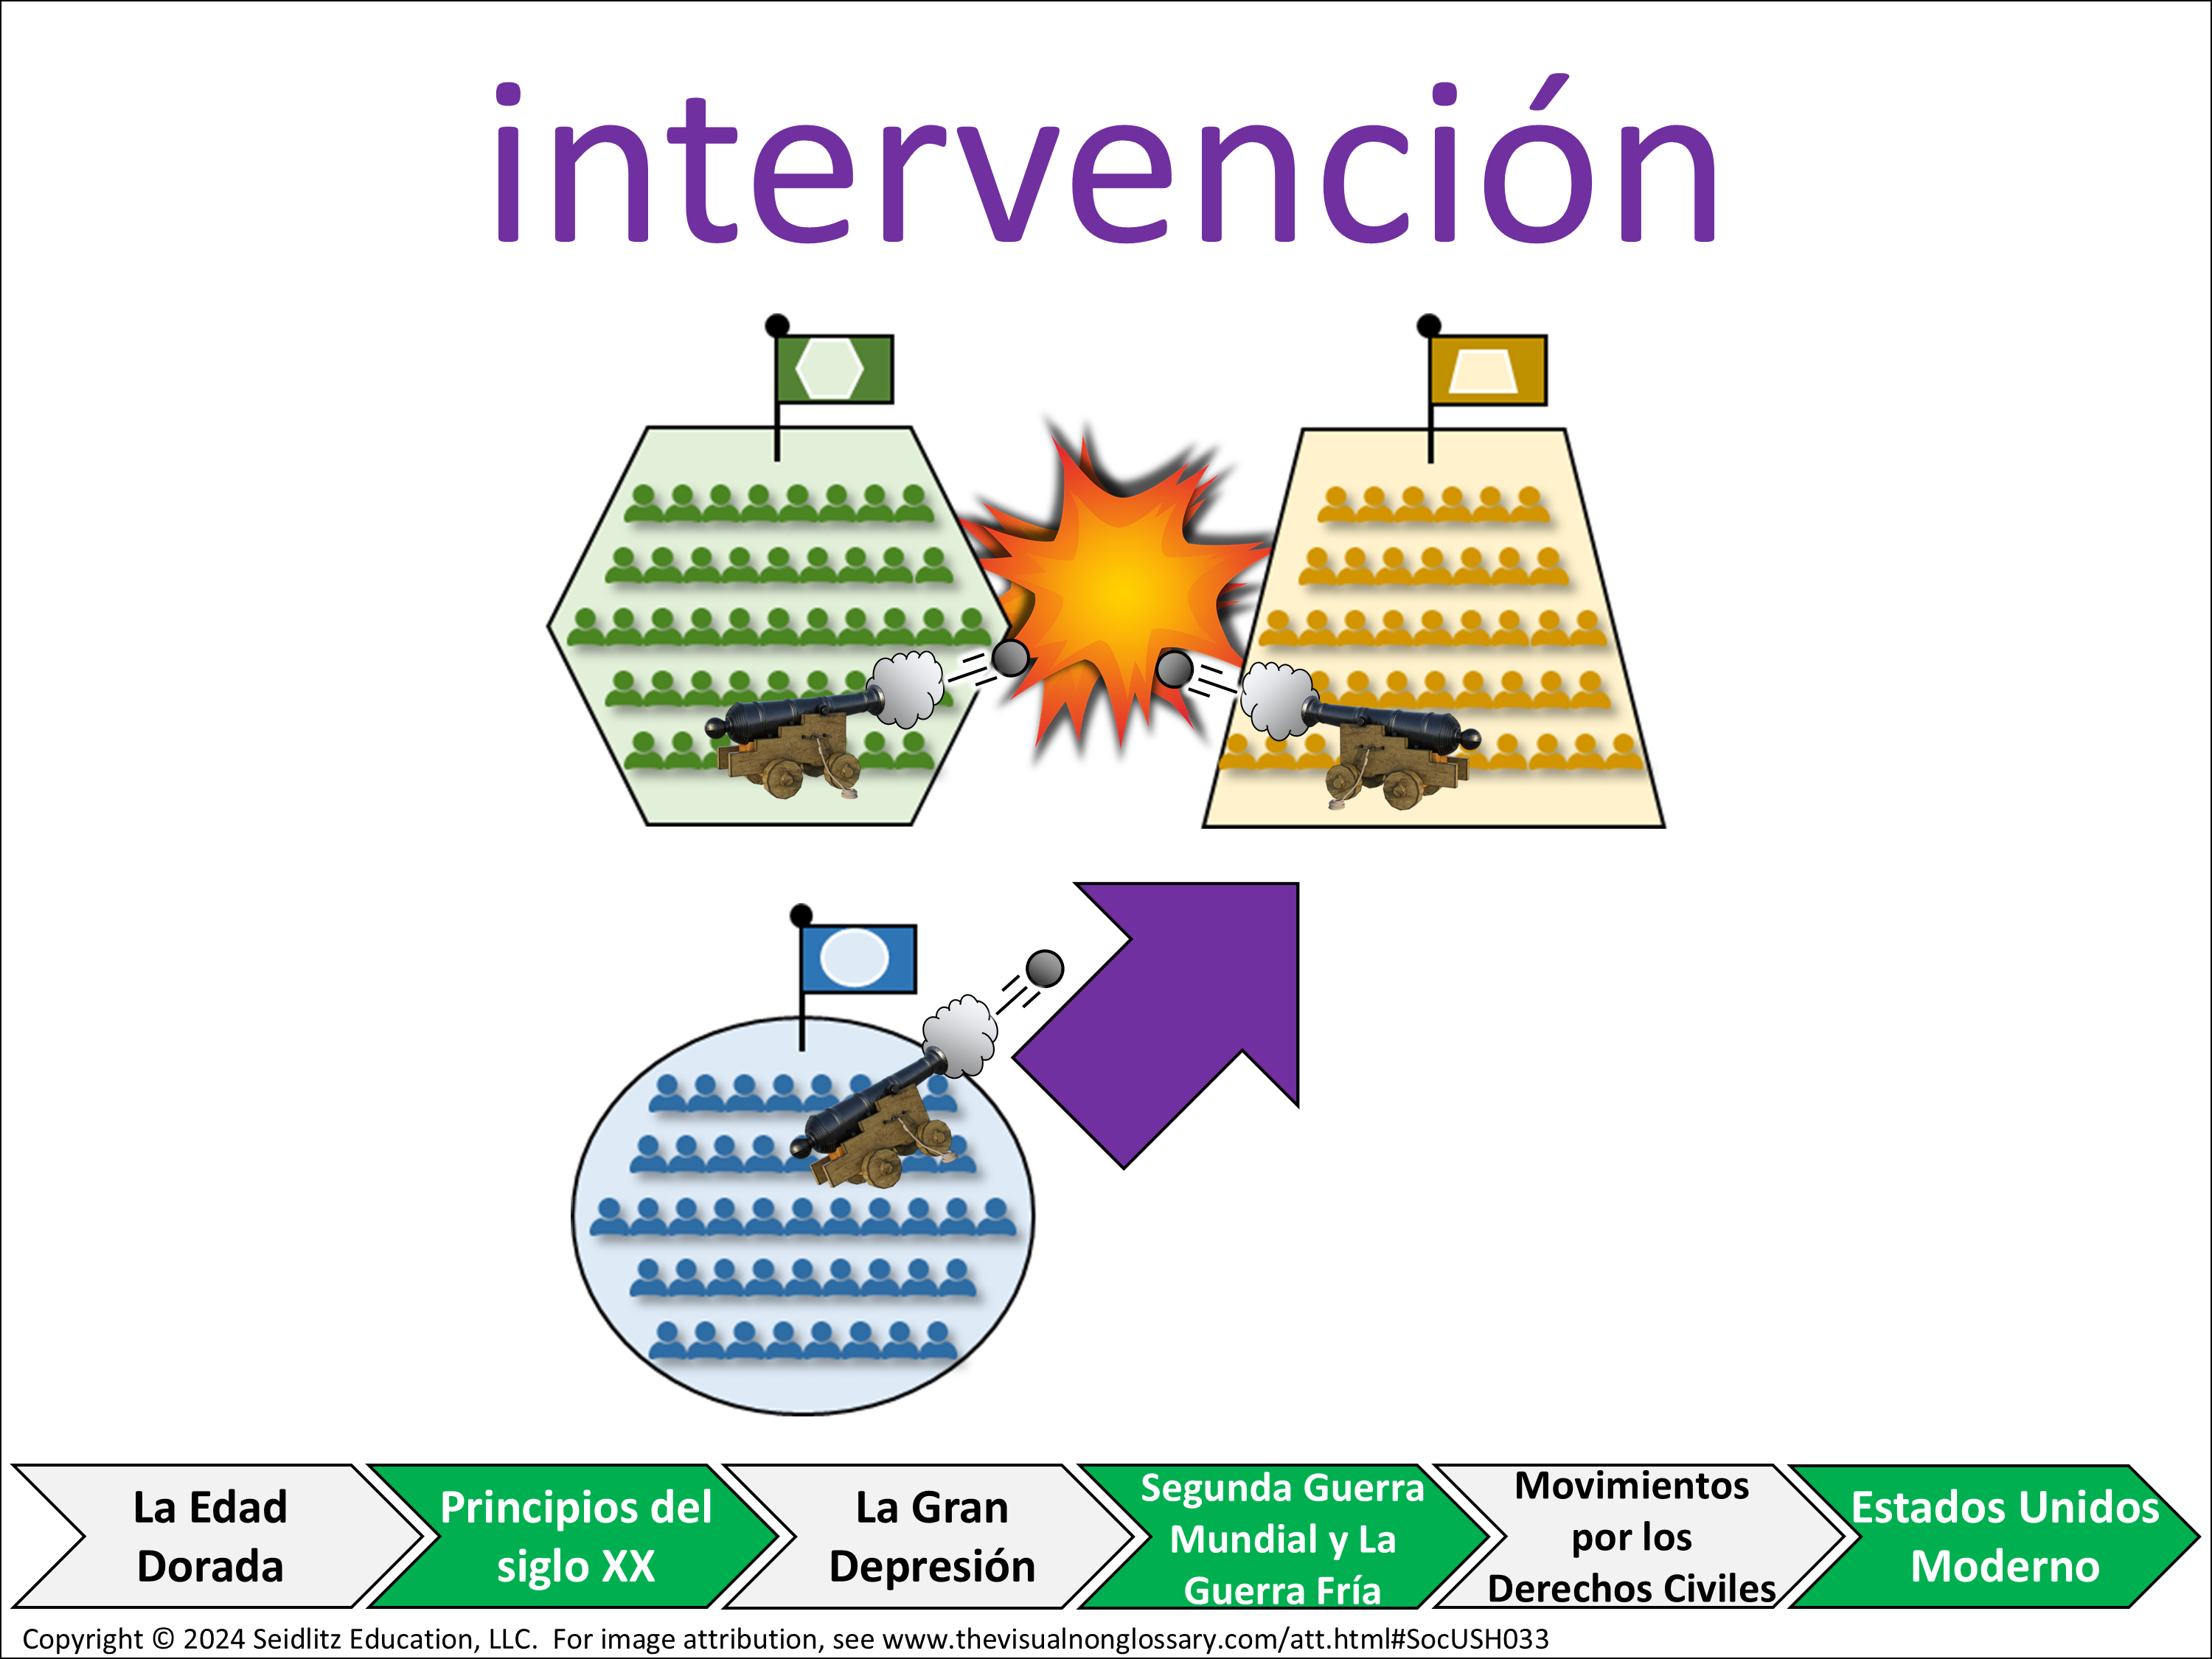 intervención
La Edad
Dorada
Principios del
siglo XX
La Gran
Depresión
Segunda Guerra
Mundial y La
Guerra Fría
Movimientos
por los
Derechos Civiles
Estados Unidos
Moderno
Copyright © 2024 Seidlitz Education, LLC.  For image attribution, see www.thevisualnonglossary.com/att.html#SocUSH033